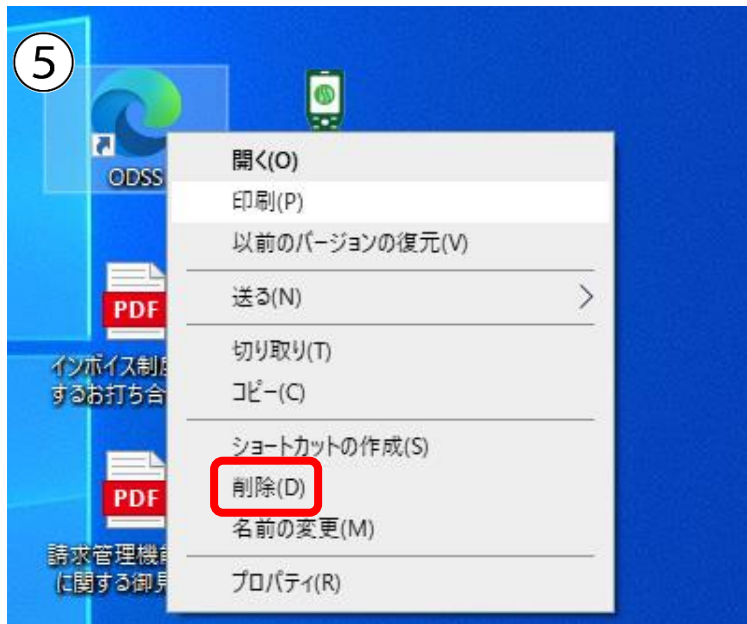 5
ODSS
開く(O)
印刷(P)
以前のバージョンの復元(V)
送る(N)
切り取り(T)
コピー(C)
ショートカットの作成(S)
削除(D)
名前の変更(M)
プロパティ(R)
PDF
インボイス制
するお打ち合
PDF
請求管理機
に関する御見